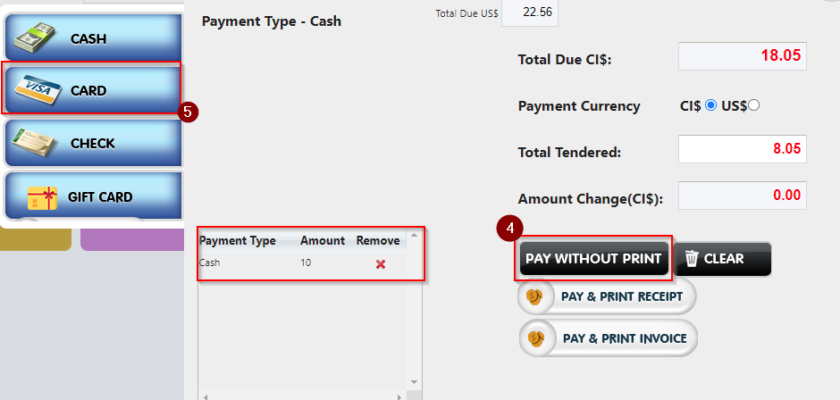 CASH
CARD
5
CHECK
GIFT CARD
VISA
Payment Type - Cash
Total Due US$ 22.56
Total Due CI$: 18.05
Payment Currency CI$ US$
Total Tendered: 8.05
Amount Change(CI$): 0.00
Payment Type Amount Remove
Cash 10
4
PAY WITHOUT PRINT CLEAR
PAY & PRINT RECEIPT
PAY & PRINT INVOICE